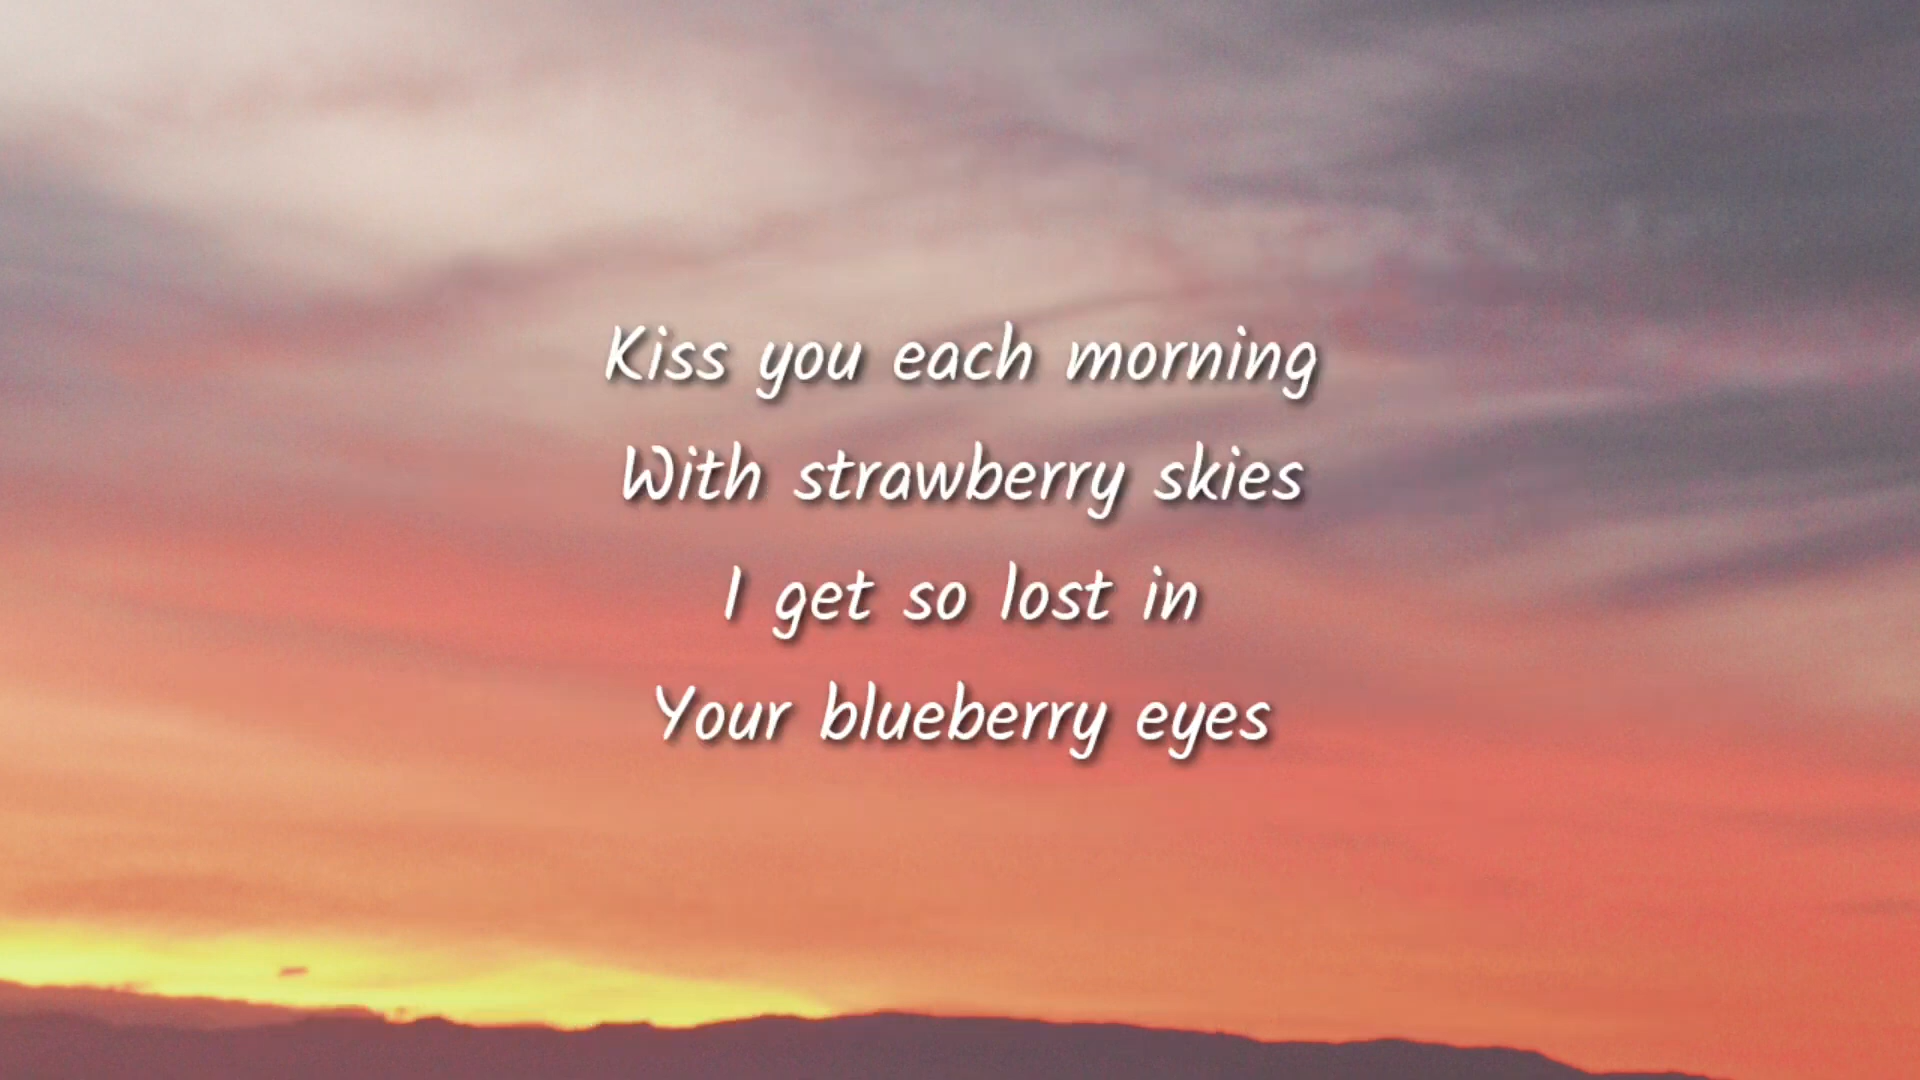 Kiss you each morning
With strawberry skies
I get so lost in
Your blueberry eyes